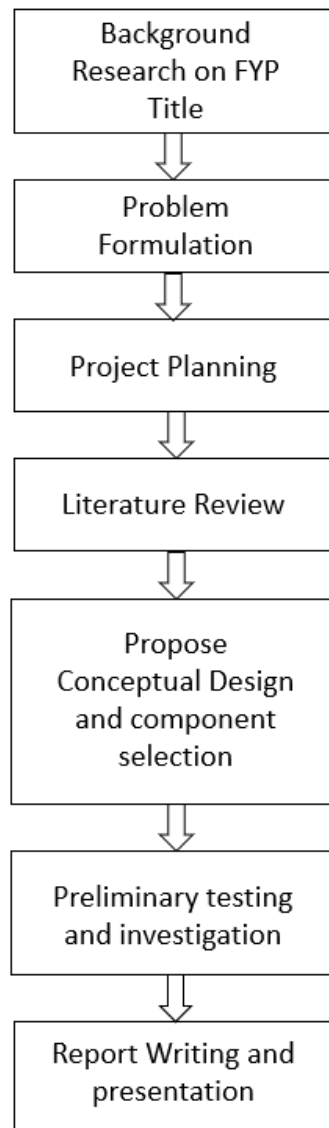 Background
Research on FYP
Title
Problem
Formulation
Project Planning
Literature Review
Propose
Conceptual Design
and component
selection
Preliminary testing
and investigation
Report Writing and
presentation